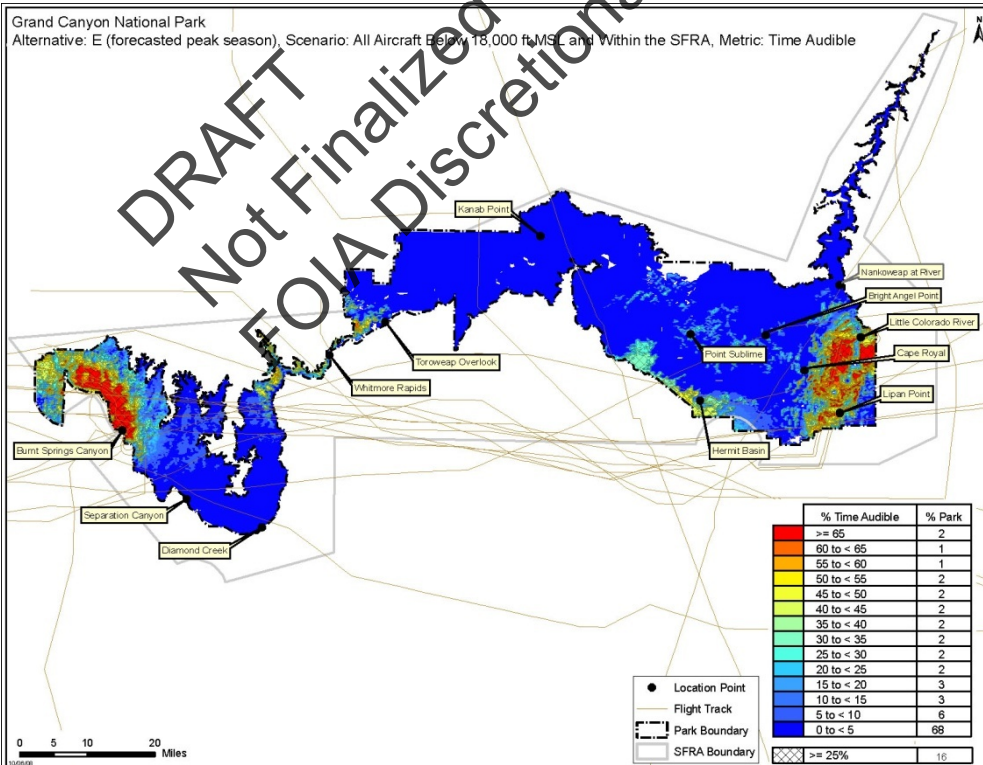 Grand Canyon National Park
Alternative: E (forecasted peak season), Scenario: All Aircraft Below 18,000 ft MSL and Within the SFRA, Metric: Time Audible
N
DRAFT
Not Finalized
FOIA Discretiona
Kanab Point
Nankoweap at River
Bright Angel Point
Little Colorado River
Point Sublime
Cape Royal
Toroweap Overlook
Whitmore Rapids
Lipan Point
Burnt Springs Canyon
Hermit Basin
Separation Canyon
Diamond Creek
% Time Audible % Park
>= 65 2
60 to < 65 1
55 to < 60 1
50 to < 55 2
45 to < 50 2
40 to < 45 2
35 to < 40 2
30 to < 35 2
25 to < 30 2
20 to < 25 2
15 to < 20 3
10 to < 15 3
5 to < 10 6
0 to < 5 68
>= 25% 16
Location Point
Flight Track
Park Boundary
SFRA Boundary
0 5 10 20
Miles